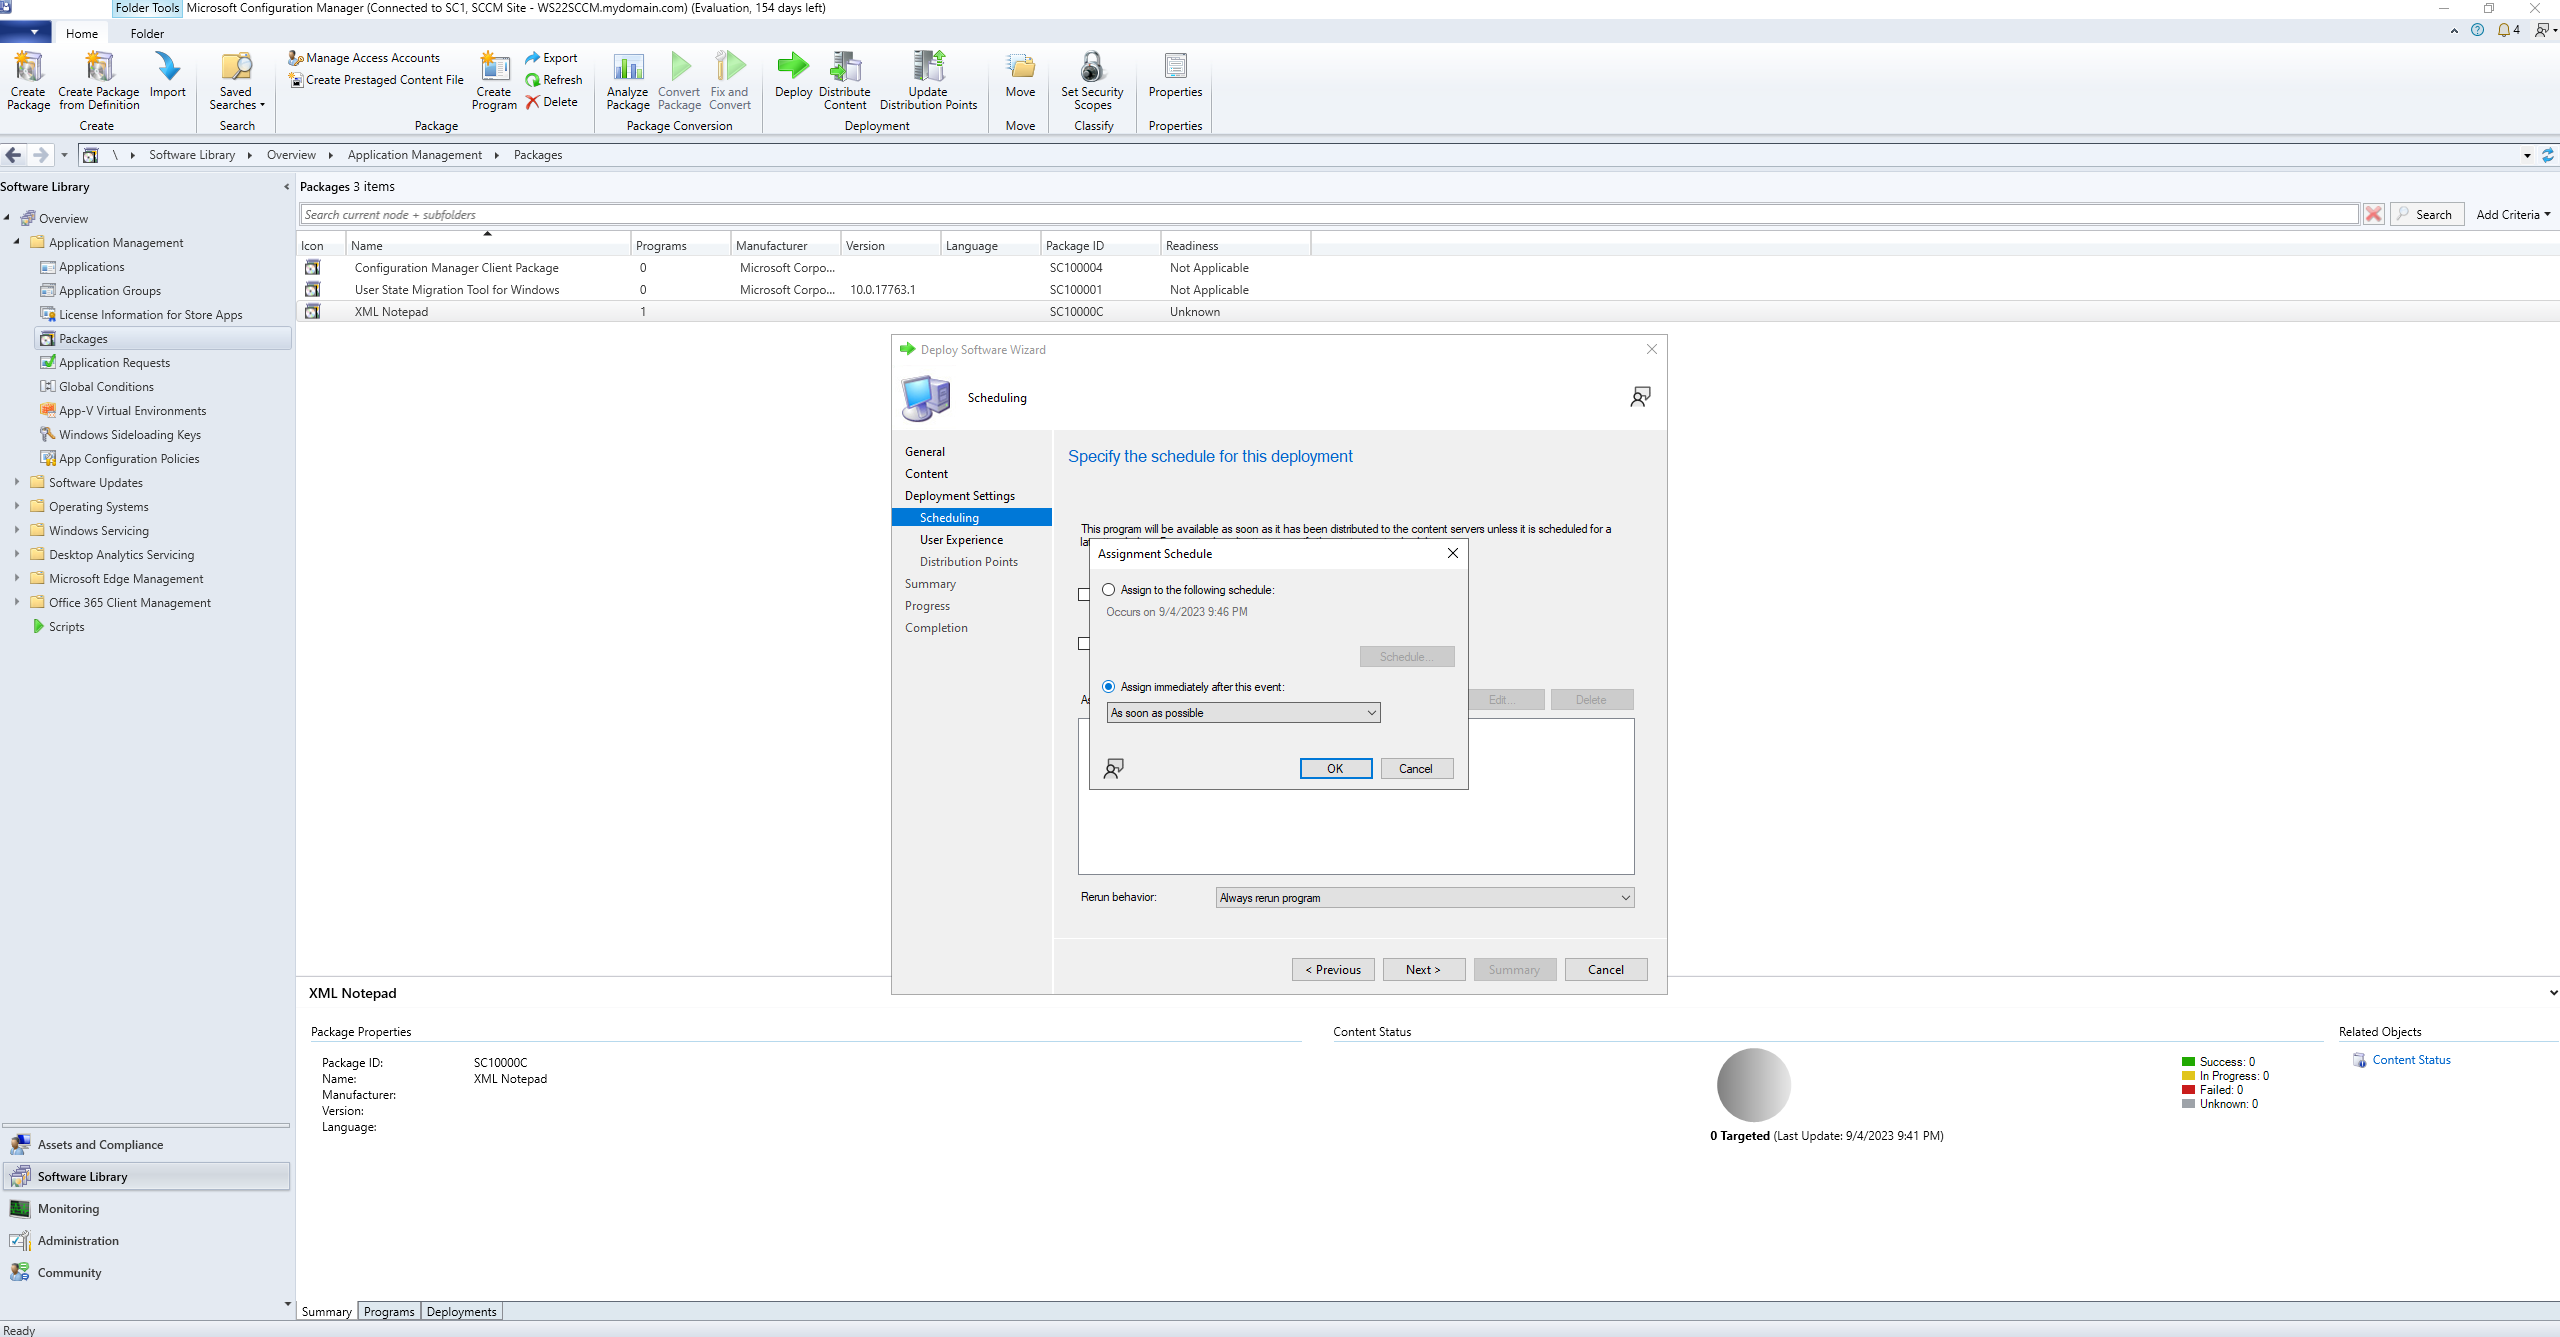 Folder Tools
Microsoft Configuration Manager (Connected to SC1, SCCM Site - WS22SCCM.mydomain.com) (Evaluation, 154 days left)
Home
Folder
4
Create Package
Create Package from Definition
Import
Create
Saved Searches
Search
Manage Access Accounts
Create Prestaged Content File
Create Program
Export
Refresh
Delete
Package
Analyze Package
Convert Package
Fix and Convert
Package Conversion
Deploy
Distribute Content
Update Distribution Points
Deployment
Move
Move
Set Security Scopes
Classify
Properties
Properties
\ Software Library Overview Application Management Packages
Software Library
Overview
Application Management
Applications
Application Groups
License Information for Store Apps
Packages
Application Requests
Global Conditions
App-V Virtual Environments
Windows Sideloading Keys
App Configuration Policies
Software Updates
Operating Systems
Windows Servicing
Desktop Analytics Servicing
Microsoft Edge Management
Office 365 Client Management
Scripts
Assets and Compliance
Software Library
Monitoring
Administration
Community
Packages 3 items
Search current node + subfolders
Search
Add Criteria
Icon Name Programs Manufacturer Version Language Package ID Readiness
Configuration Manager Client Package 0 Microsoft Corpo... SC100004 Not Applicable
User State Migration Tool for Windows 0 Microsoft Corpo... 10.0.17763.1 SC100001 Not Applicable
XML Notepad 1 SC10000C Unknown
Deploy Software Wizard
Scheduling
General
Content
Deployment Settings
Scheduling
User Experience
Distribution Points
Summary
Progress
Completion
Specify the schedule for this deployment
This program will be available as soon as it has been distributed to the content servers unless it is scheduled for a
Assignment Schedule
Assign to the following schedule:
Occurs on 9/4/2023 9:46 PM
Schedule...
Assign immediately after this event:
As soon as possible
OK
Cancel
Edit...
Delete
Rerun behavior:
Always rerun program
< Previous
Next >
Summary
Cancel
XML Notepad
Package Properties
Package ID: SC10000C
Name: XML Notepad
Manufacturer:
Version:
Language:
Content Status
0 Targeted (Last Update: 9/4/2023 9:41 PM)
Success: 0
In Progress: 0
Failed: 0
Unknown: 0
Related Objects
Content Status
Summary
Programs
Deployments
Ready